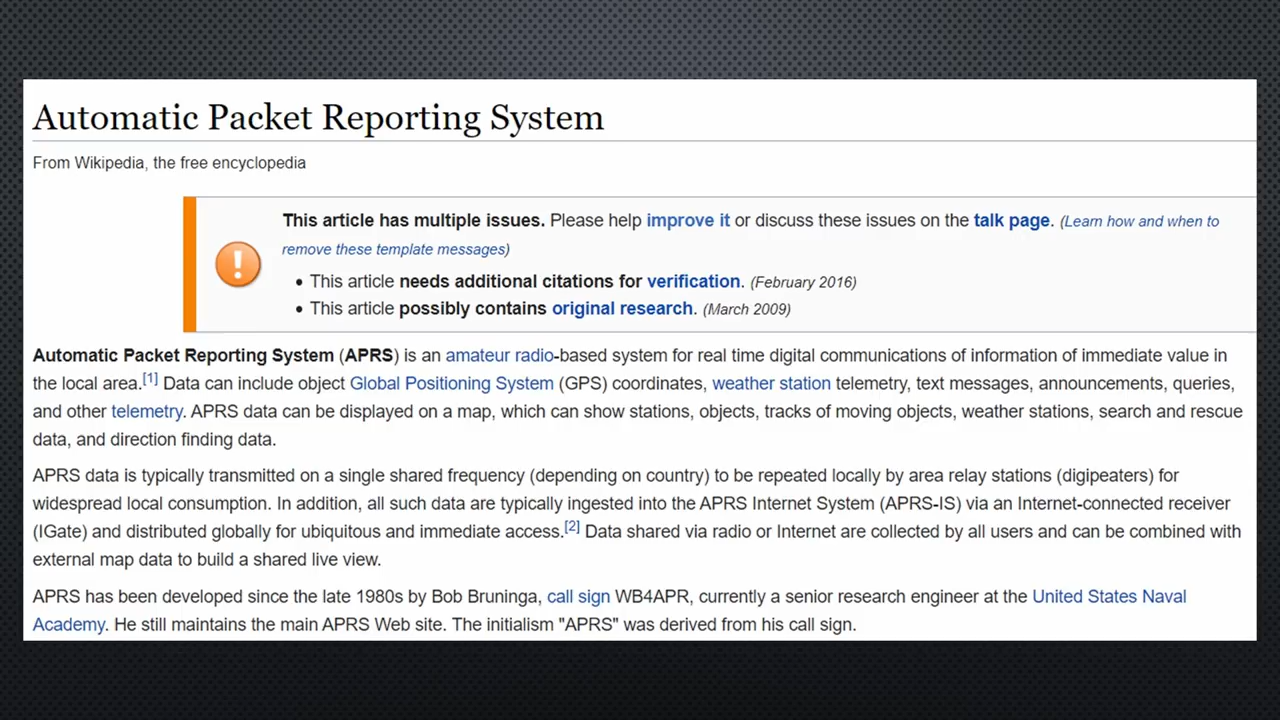 Automatic Packet Reporting System
From Wikipedia, the free encyclopedia
This article has multiple issues. Please help improve it or discuss these issues on the talk page. (Learn how and when to
remove these template messages)
• This article needs additional citations for verification. (February 2016)
• This article possibly contains original research. (March 2009)
Automatic Packet Reporting System (APRS) is an amateur radio-based system for real time digital communications of information of immediate value in
the local area.[1] Data can include object Global Positioning System (GPS) coordinates, weather station telemetry, text messages, announcements, queries,
and other telemetry. APRS data can be displayed on a map, which can show stations, objects, tracks of moving objects, weather stations, search and rescue
data, and direction finding data.
APRS data is typically transmitted on a single shared frequency (depending on country) to be repeated locally by area relay stations (digipeaters) for
widespread local consumption. In addition, all such data are typically ingested into the APRS Internet System (APRS-IS) via an Internet-connected receiver
(IGate) and distributed globally for ubiquitous and immediate access.[2] Data shared via radio or Internet are collected by all users and can be combined with
external map data to build a shared live view.
APRS has been developed since the late 1980s by Bob Bruninga, call sign WB4APR, currently a senior research engineer at the United States Naval
Academy. He still maintains the main APRS Web site. The initialism "APRS" was derived from his call sign.